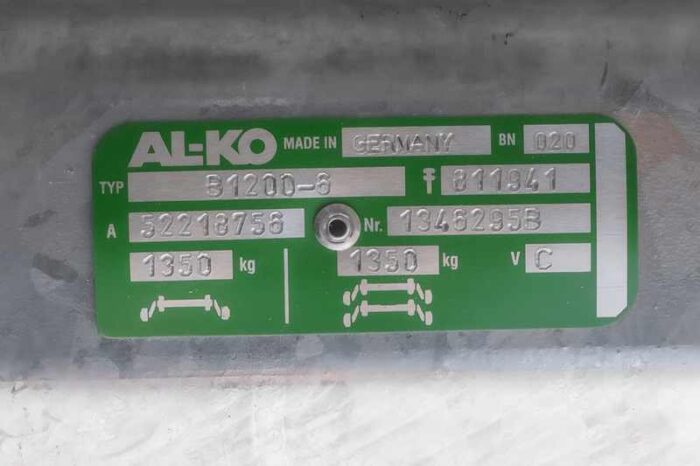 AL-KO MADE IN GERMANY BN 020
TYP B1200-6 811941
A 52218756 Nr. 1346295B
1350 kg 1350 kg V C